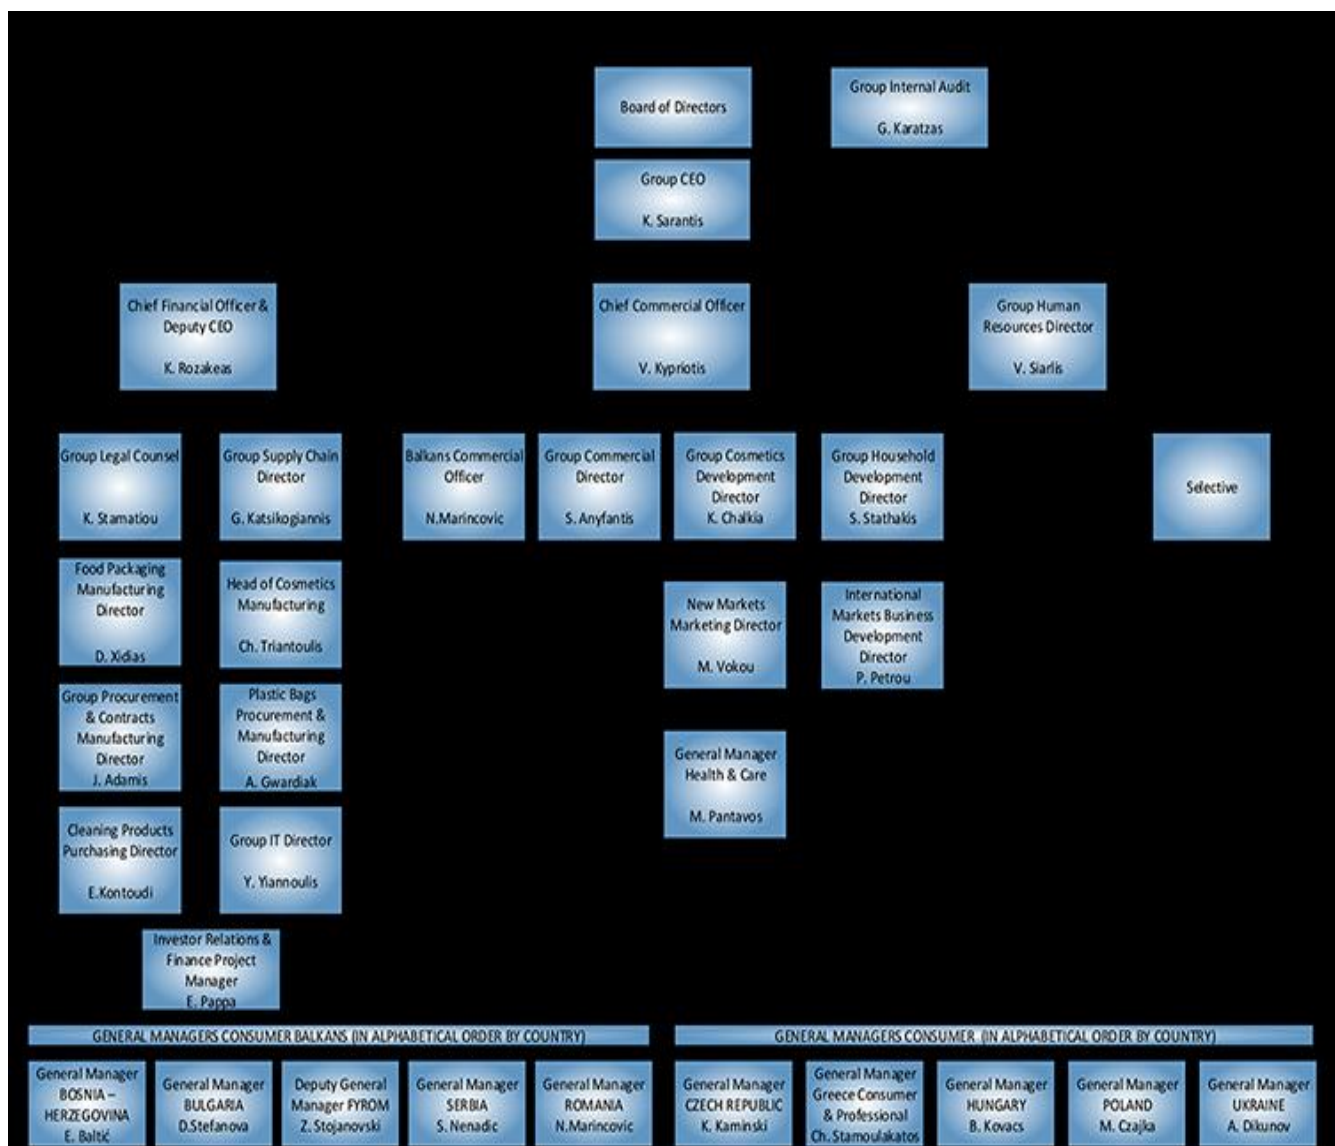 Board of Directors
Group Internal Audit
G. Karatzas
Group CEO
K. Sarantis
Chief Financial Officer &
Deputy CEO
K. Rozakeas
Chief Commercial Officer
V. Kypriotis
Group Human
Resources Director
V. Siarlis
Group Legal Counsel
K. Stamatiou
Group Supply Chain
Director
G. Katsikogiannis
Balkans Commercial
Officer
N.Marincovic
Group Commercial
Director
S. Anyfantis
Group Cosmetics
Development
Director
K. Chalkia
Group Household
Development
Director
S. Stathakis
Selective
Food Packaging
Manufacturing
Director
D. Xidias
Head of Cosmetics
Manufacturing
Ch. Triantoulis
New Markets
Marketing Director
M. Vokou
International
Markets Business
Development
Director
P. Petrou
Group Procurement
& Contracts
Manufacturing
Director
J. Adamis
Plastic Bags
Procurement &
Manufacturing
Director
A. Gwardiak
General Manager
Health & Care
M. Pantavos
Cleaning Products
Purchasing Director
E.Kontoudi
Group IT Director
Y. Yiannoulis
Investor Relations &
Finance Project
Manager
E. Pappa
GENERAL MANAGERS CONSUMER BALKANS (IN ALPHABETICAL ORDER BY COUNTRY)
GENERAL MANAGERS CONSUMER (IN ALPHABETICAL ORDER BY COUNTRY)
General Manager
BOSNIA –
HERZEGOVINA
E. Baltić
General Manager
BULGARIA
D.Stefanova
Deputy General
Manager FYROM
Z. Stojanovski
General Manager
SERBIA
S. Nenadic
General Manager
ROMANIA
N.Marincovic
General Manager
CZECH REPUBLIC
K. Kaminski
General Manager
Greece Consumer
& Professional
Ch. Stamoulakatos
General Manager
HUNGARY
B. Kovacs
General Manager
POLAND
M. Czajka
General Manager
UKRAINE
A. Dikunov